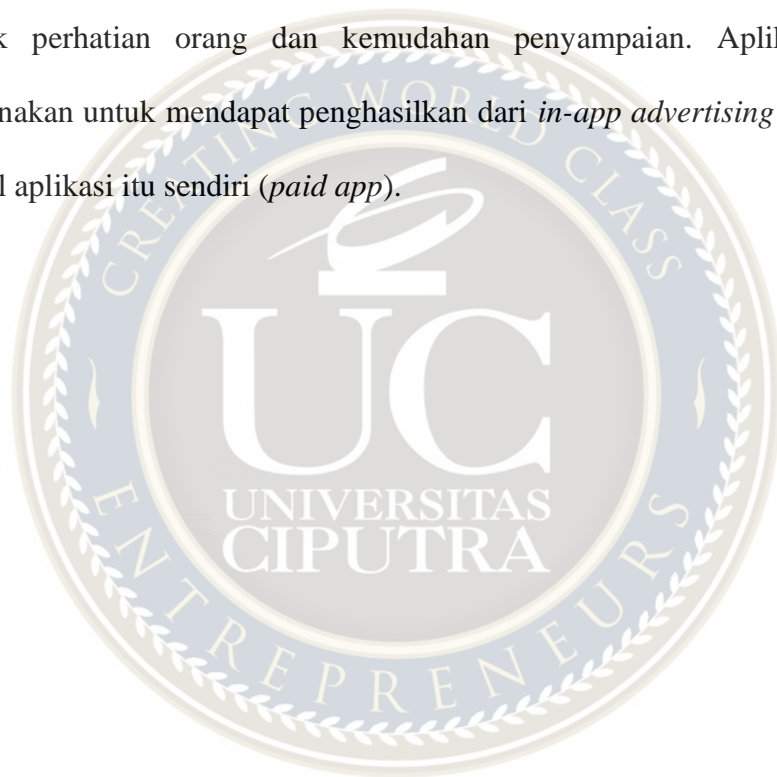 k perhatian orang dan kemudahan penyampaian. Aplik
nakan untuk mendapat penghasilkan dari in-app advertising
l aplikasi itu sendiri (paid app).
CREATING WORLD CLASS
UC
UNIVERSITAS
CIPUTRA
ENTREPRENEURS